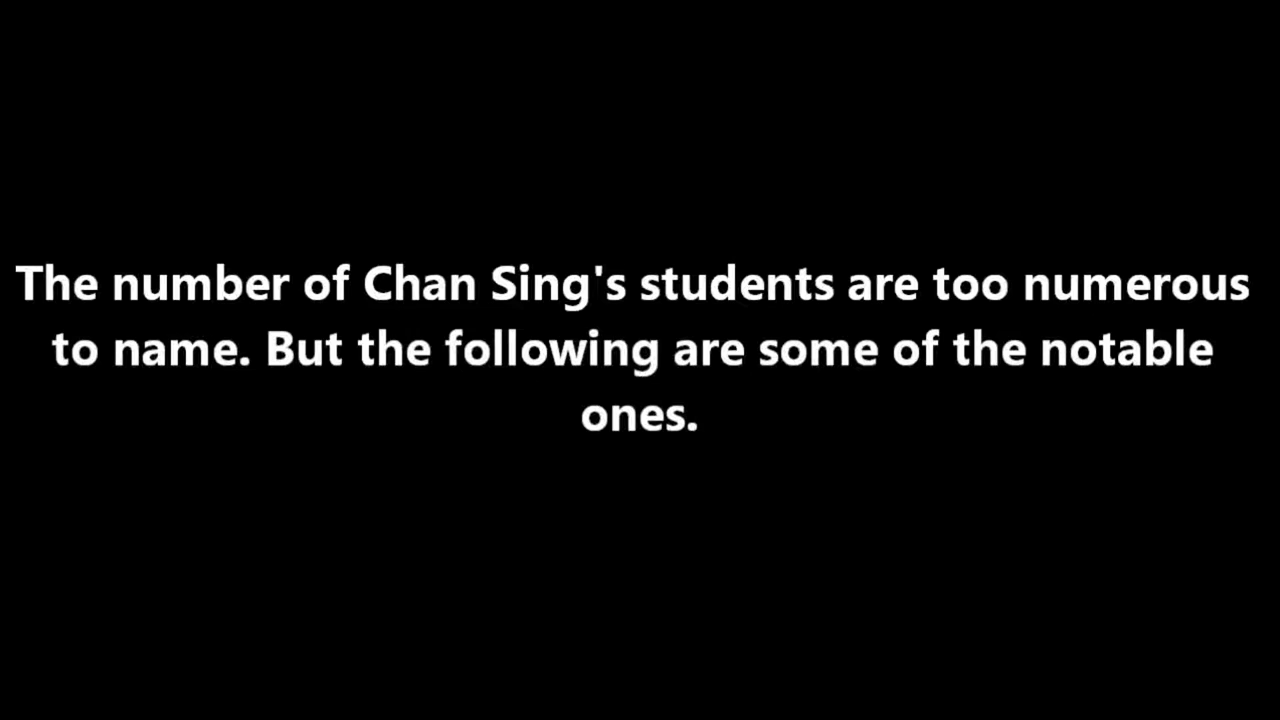 The number of Chan Sing's students are too numerous
to name. But the following are some of the notable
ones.